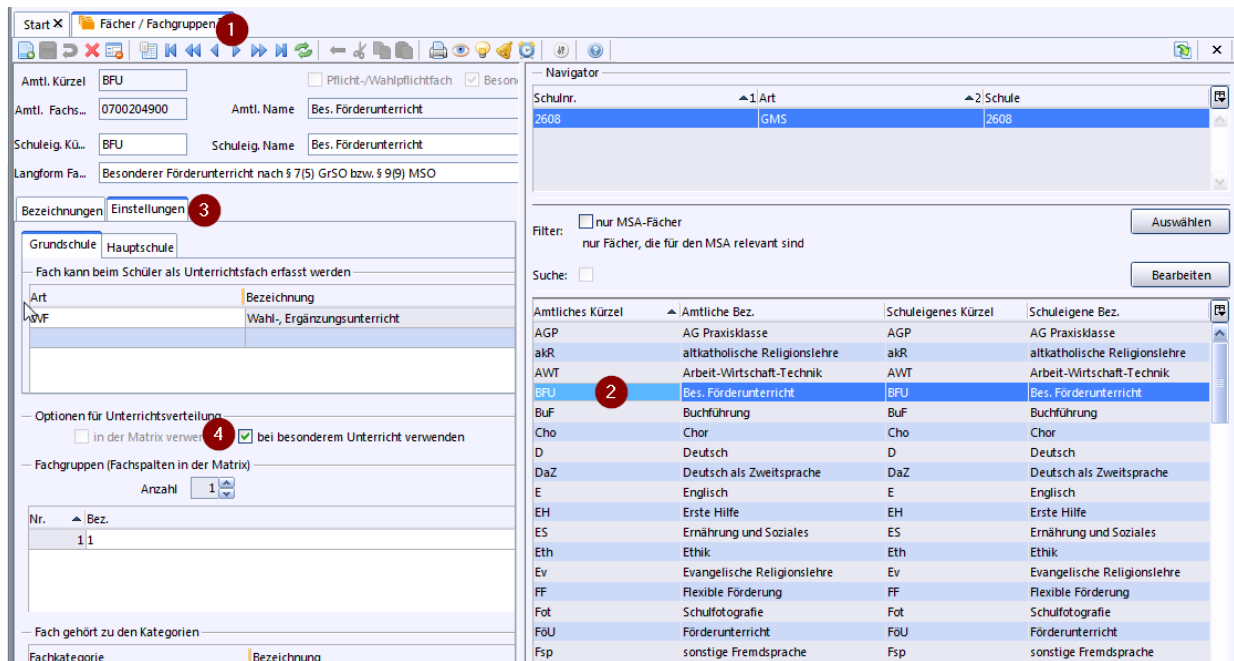 Start X Fächer / Fachgruppen 1
Amtl. Kürzel BFU Pflicht-/Wahlpflichtfach
Amtl. Fachs... 0700204900 Amtl. Name Bes. Förderunterricht
Schuleig. Kü... BFU Schuleig. Name Bes. Förderunterricht
Langform Fa... Besonderer Förderunterricht nach § 7(5) GrSO bzw. § 9(9) MSO
Bezeichnungen Einstellungen 3
Grundschule Hauptschule
Fach kann beim Schüler als Unterrichtsfach erfasst werden
Art Bezeichnung
WF Wahl-, Ergänzungsunterricht
Optionen für Unterrichtsverteilung
in der Matrix 4 bei besonderem Unterricht verwenden
Fachgruppen (Fachspalten in der Matrix)
Anzahl 1
Nr. Bez.
1 1
Fach gehört zu den Kategorien
Fachkategorie Bezeichnung
Navigator
Schulnr. 1 Art 2 Schule
2608 GMS 2608
Filter: nur MSA-Fächer Auswählen
nur Fächer, die für den MSA relevant sind
Suche: Bearbeiten
Amtliches Kürzel Amtliche Bez. Schuleigenes Kürzel Schuleigene Bez.
AGP AG Praxisklasse AGP AG Praxisklasse
akR altkatholische Religionslehre akR altkatholische Religionslehre
AWT Arbeit-Wirtschaft-Technik AWT Arbeit-Wirtschaft-Technik
BFU 2 Bes. Förderunterricht BFU Bes. Förderunterricht
BuF Buchführung BuF Buchführung
Cho Chor Cho Chor
D Deutsch D Deutsch
DaZ Deutsch als Zweitsprache DaZ Deutsch als Zweitsprache
E Englisch E Englisch
EH Erste Hilfe EH Erste Hilfe
ES Ernährung und Soziales ES Ernährung und Soziales
Eth Ethik Eth Ethik
Ev Evangelische Religionslehre Ev Evangelische Religionslehre
FF Flexible Förderung FF Flexible Förderung
Fot Schulfotografie Fot Schulfotografie
FöU Förderunterricht FöU Förderunterricht
Fsp sonstige Fremdsprache Fsp sonstige Fremdsprache